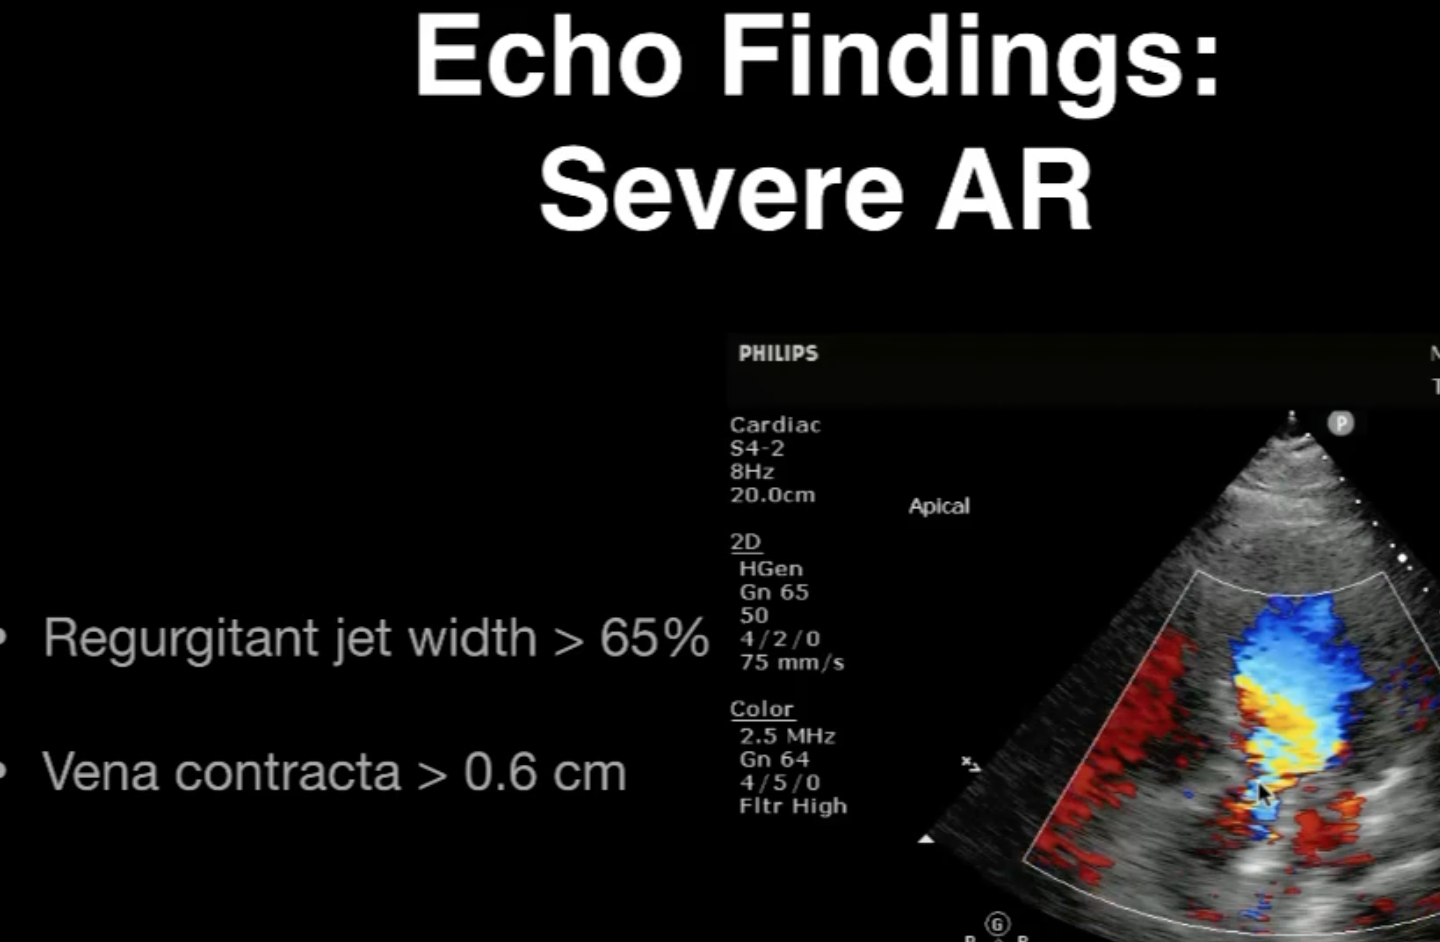 Echo Findings:
Severe AR
• Regurgitant jet width > 65%
• Vena contracta > 0.6 cm
PHILIPS
Cardiac
S4-2
8Hz
20.0cm
2D
HGen
Gn 65
50
4/2/0
75 mm/s
Color
2.5 MHz
Gn 64
4/5/0
Fltr High
Apical
P
G